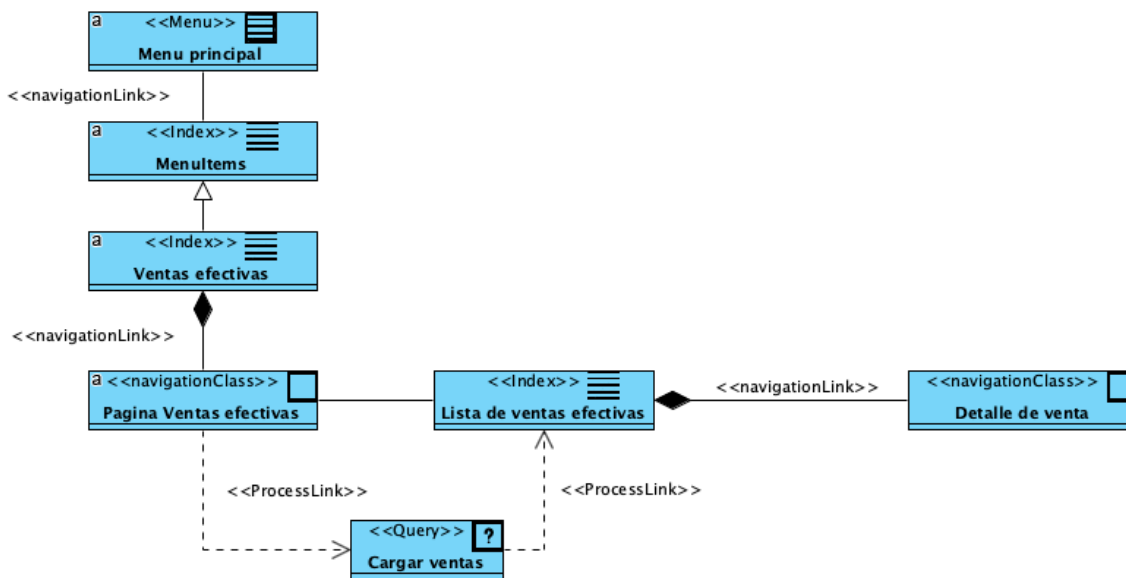 a <<Menu>>
Menu principal
<<navigationLink>>
a <<Index>>
MenuItems
a <<Index>>
Ventas efectivas
<<navigationLink>>
a <<navigationClass>>
Pagina Ventas efectivas
<<Index>>
Lista de ventas efectivas
<<navigationLink>>
<<navigationClass>>
Detalle de venta
<<ProcessLink>>
<<ProcessLink>>
<<Query>> ?
Cargar ventas